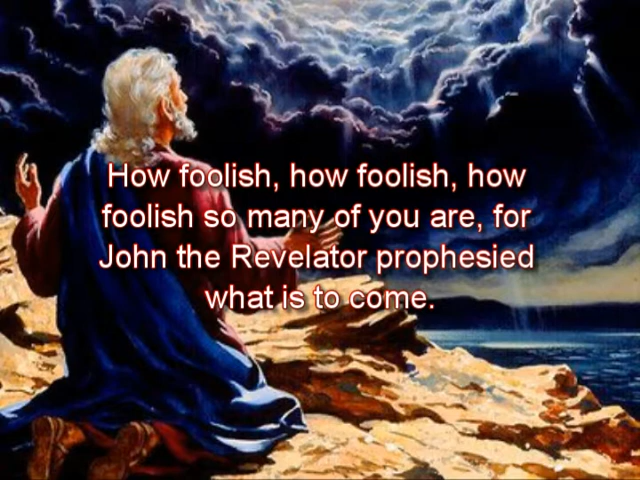 How foolish, how foolish, how
foolish so many of you are, for
John the Revelator prophesied
what is to come.